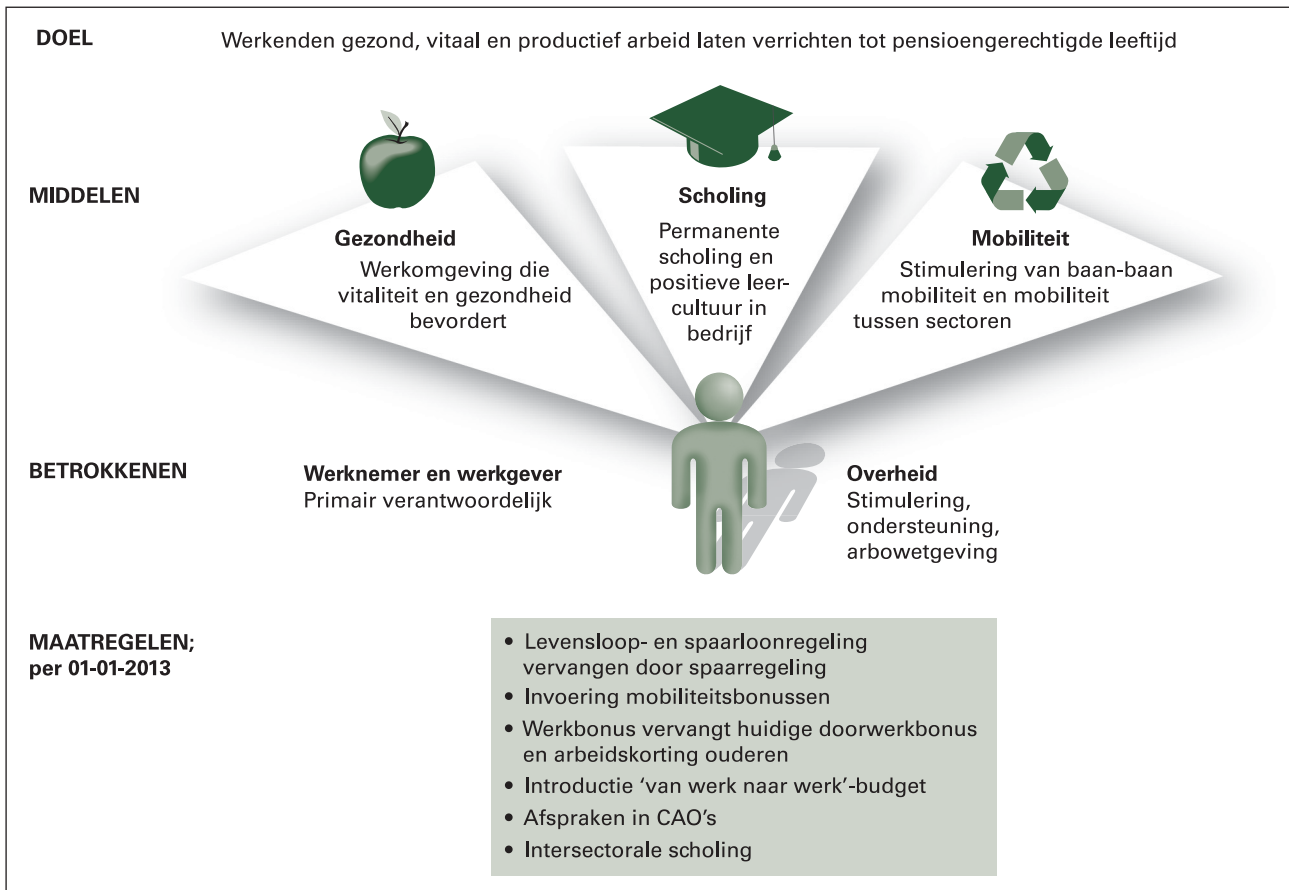 DOEL
Werkenden gezond, vitaal en productief arbeid laten verrichten tot pensioengerechtigde leeftijd
MIDDELEN
Gezondheid
Werkomgeving die
vitaliteit en gezondheid
bevordert
Scholing
Permanente
scholing en
positieve leer-
cultuur in
bedrijf
Mobiliteit
Stimulering van baan-baan
mobiliteit en mobiliteit
tussen sectoren
BETROKKENEN
Werknemer en werkgever
Primair verantwoordelijk
Overheid
Stimulering,
ondersteuning,
arbowetgeving
MAATREGELEN;
per 01-01-2013
• Levensloop- en spaarloonregeling
vervangen door spaarregeling
• Invoering mobiliteitsbonussen
• Werkbonus vervangt huidige doorwerkbonus
en arbeidskorting ouderen
• Introductie ‘van werk naar werk’-budget
• Afspraken in CAO’s
• Intersectorale scholing